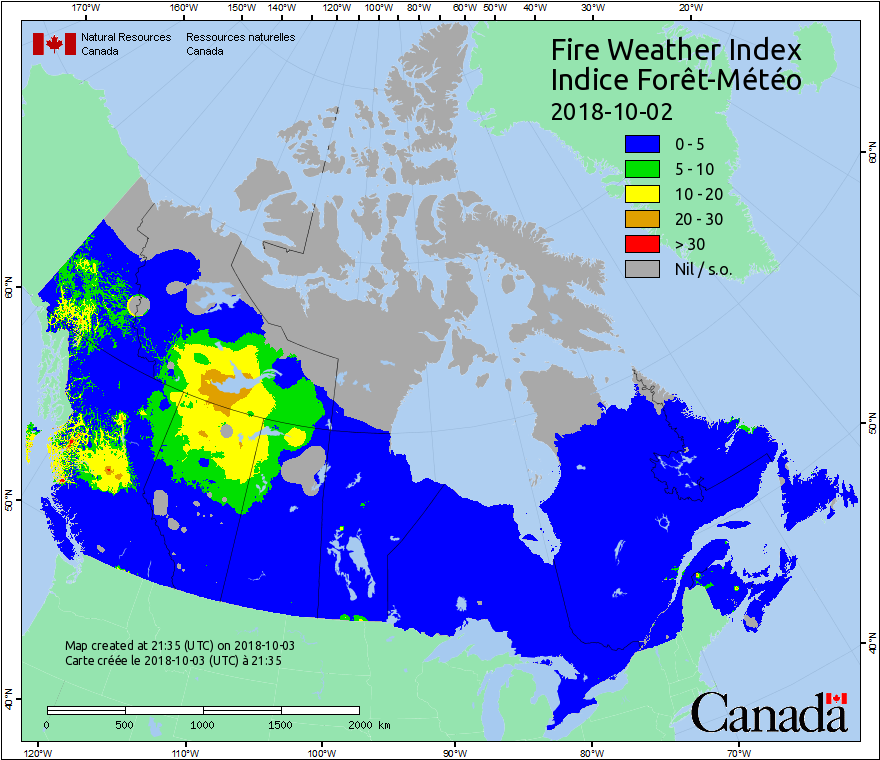 170°W 160°W 150°W 140°W 120°W 100°W 80°W 60°W 50°W 40°W 30°W 20°W
Natural Resources Ressources naturelles
Canada Canada
Fire Weather Index
Indice Forêt-Météo
2018-10-02
0 - 5
5 - 10
10 - 20
20 - 30
> 30
Nil / s.o.
60°N
60°N
50°N
50°N
40°N
40°N
Map created at 21:35 (UTC) on 2018-10-03
Carte créée le 2018-10-03 (UTC) à 21:35
0 500 1000 1500 2000 km
Canada
120°W 110°W 100°W 90°W 80°W 70°W